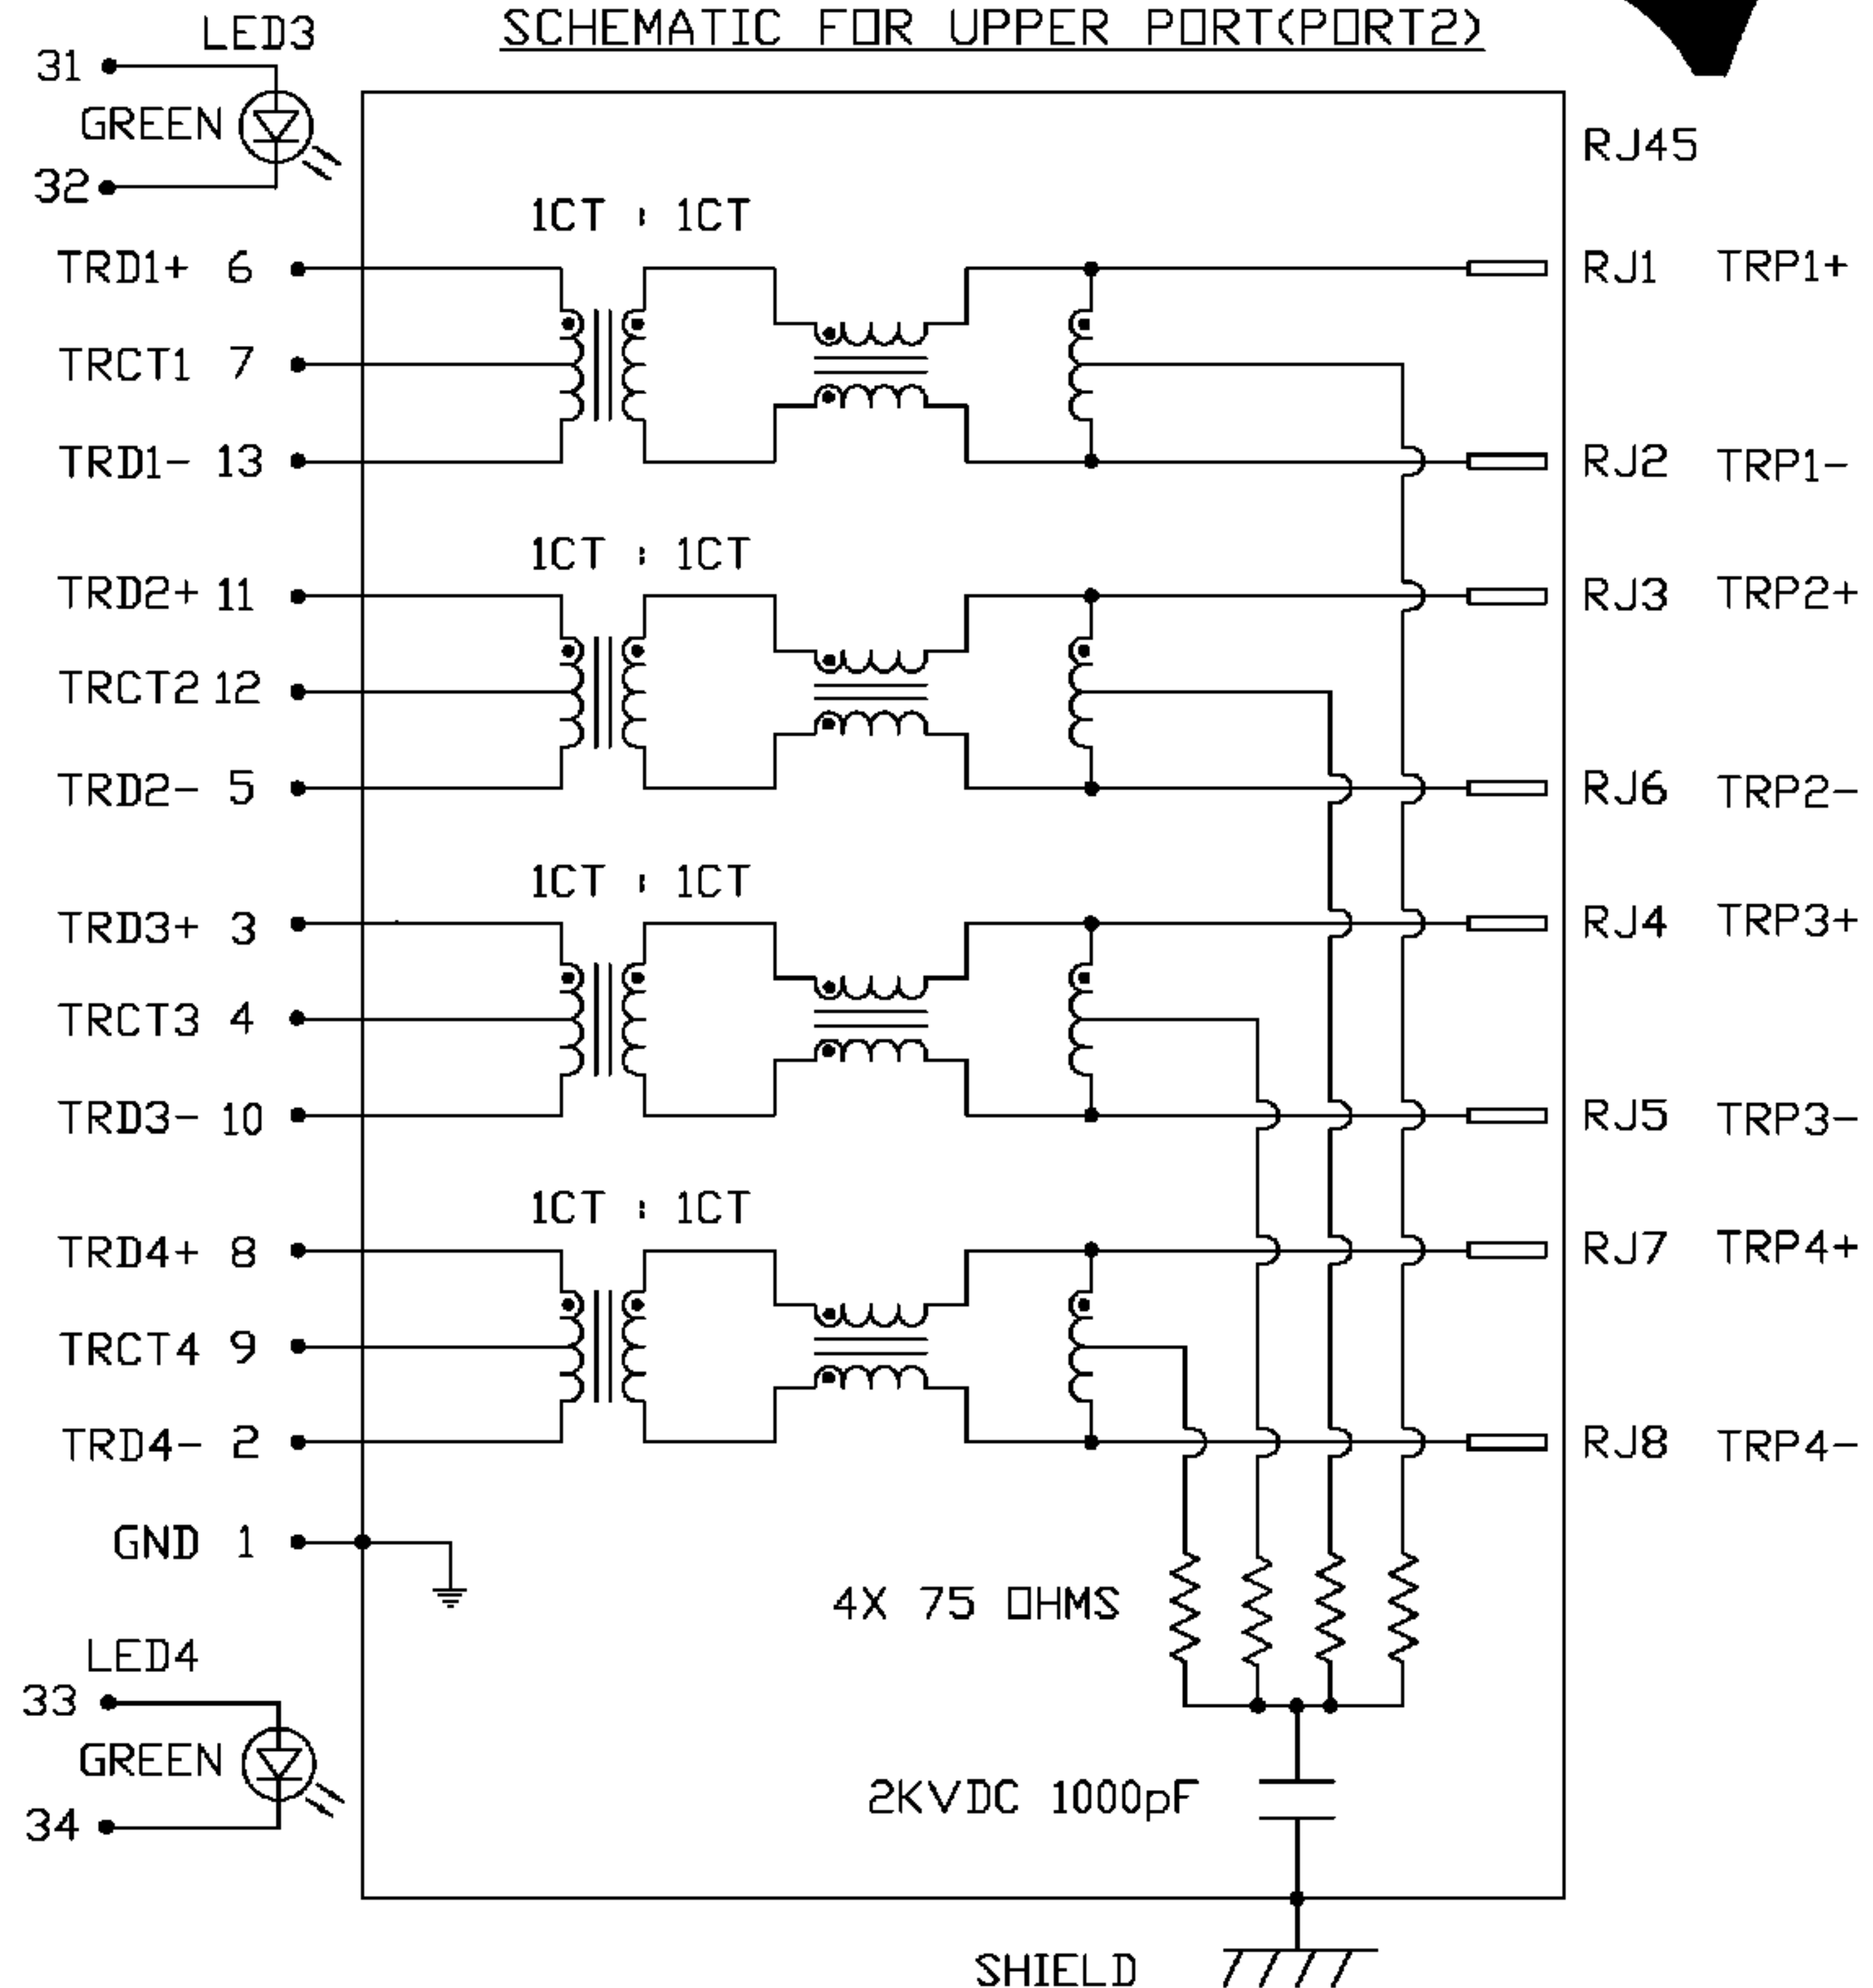 SCHEMATIC FOR UPPER PORT(PORT2)
LED3
31
GREEN
32
RJ45
1CT : 1CT
TRD1+ 6
RJ1 TRP1+
TRCT1 7
TRD1- 13
RJ2 TRP1-
1CT : 1CT
TRD2+ 11
RJ3 TRP2+
TRCT2 12
TRD2- 5
RJ6 TRP2-
1CT : 1CT
TRD3+ 3
RJ4 TRP3+
TRCT3 4
TRD3- 10
RJ5 TRP3-
1CT : 1CT
TRD4+ 8
RJ7 TRP4+
TRCT4 9
TRD4- 2
RJ8 TRP4-
GND 1
4X 75 OHMS
LED4
33
GREEN
34
2KVDC 1000pF
SHIELD